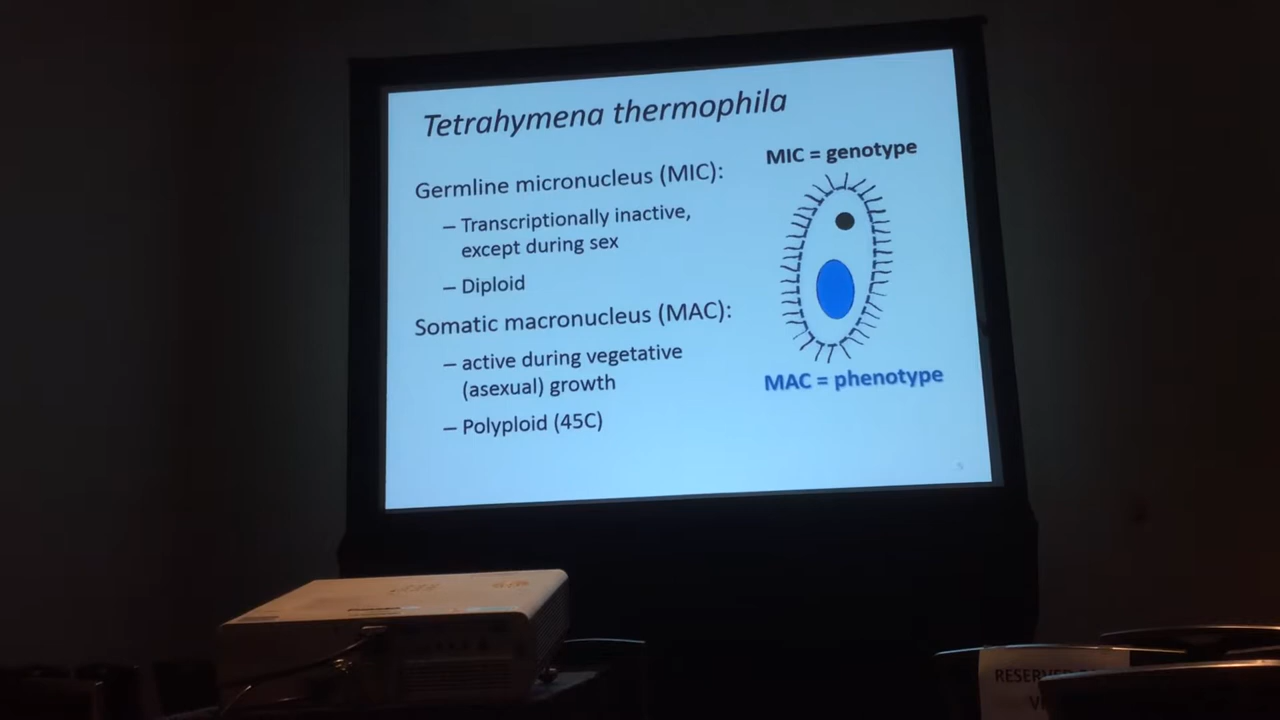 Tetrahymena thermophila
MIC = genotype
Germline micronucleus (MIC):
– Transcriptionally inactive,
except during sex
– Diploid
Somatic macronucleus (MAC):
– active during vegetative
(asexual) growth
– Polyploid (45C)
MAC = phenotype